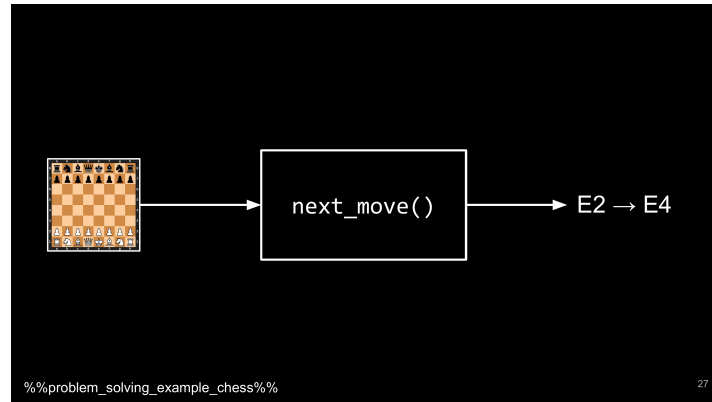 next_move()
E2 → E4
%%problem_solving_example_chess%%
27